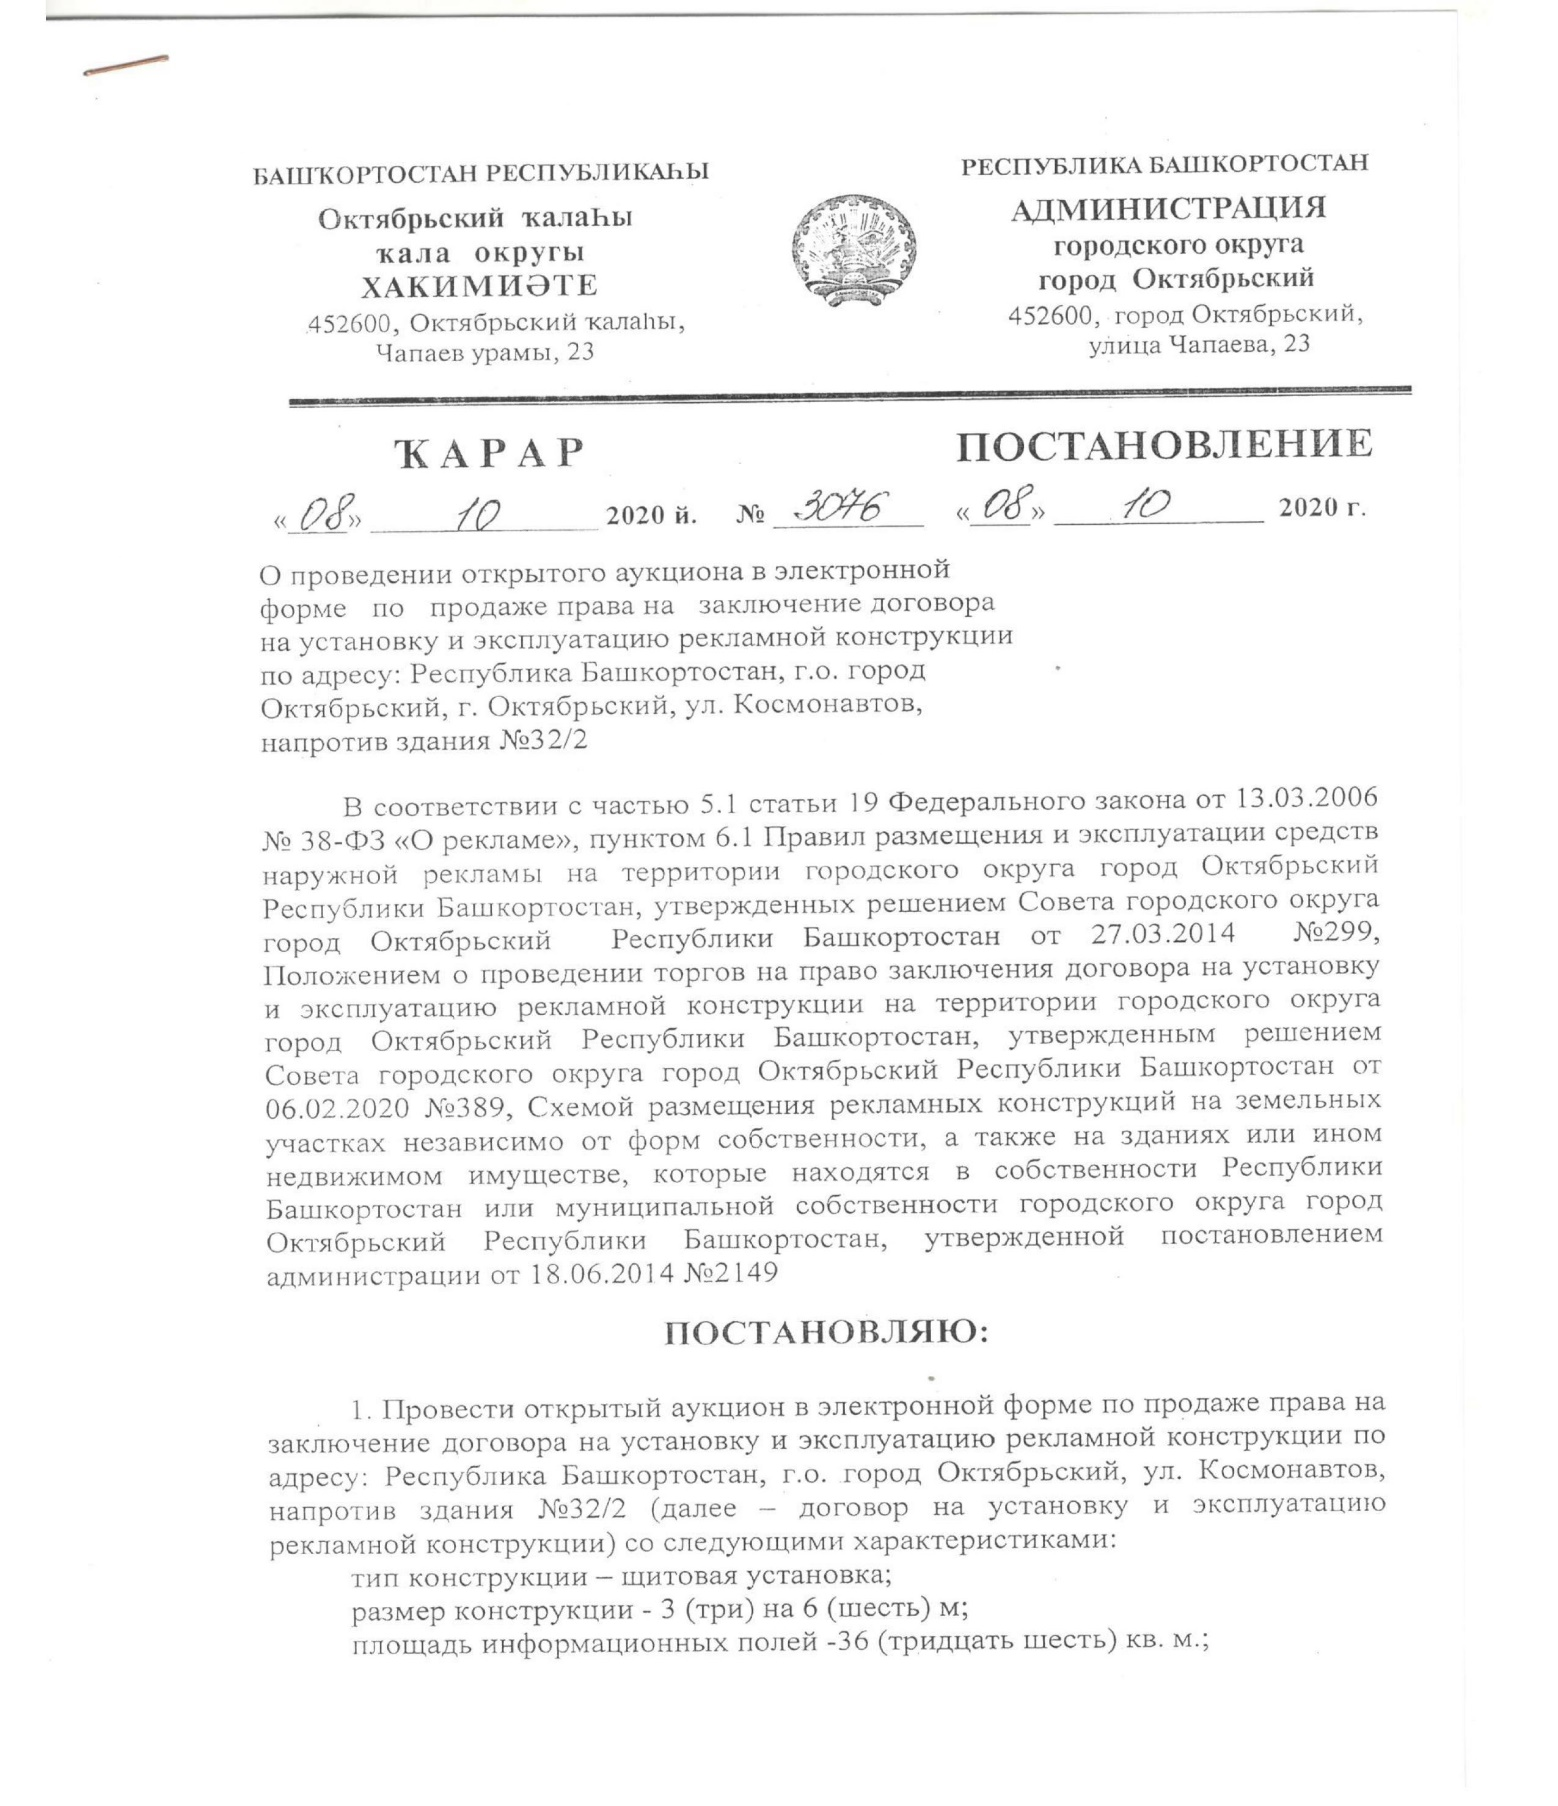 БАШҠОРТОСТАН РЕСПУБЛИКАҺЫ
Октябрьский ҡалаһы
ҡала округы
ХАКИМИӘТЕ
452600, Октябрьский ҡалаһы,
Чапаев урамы, 23
РЕСПУБЛИКА БАШКОРТОСТАН
АДМИНИСТРАЦИЯ
городского округа
город Октябрьский
452600, город Октябрьский,
улица Чапаева, 23
ҠАРАР
ПОСТАНОВЛЕНИЕ
«08» 10 2020 й. № 3076 «08» 10 2020 г.
О проведении открытого аукциона в электронной
форме по продаже права на заключение договора
на установку и эксплуатацию рекламной конструкции
по адресу: Республика Башкортостан, г.о. город
Октябрьский, г. Октябрьский, ул. Космонавтов,
напротив здания №32/2
В соответствии с частью 5.1 статьи 19 Федерального закона от 13.03.2006
№ 38-ФЗ «О рекламе», пунктом 6.1 Правил размещения и эксплуатации средств
наружной рекламы на территории городского округа город Октябрьский
Республики Башкортостан, утвержденных решением Совета городского округа
город Октябрьский Республики Башкортостан от 27.03.2014 №299,
Положением о проведении торгов на право заключения договора на установку
и эксплуатацию рекламной конструкции на территории городского округа
город Октябрьский Республики Башкортостан, утвержденным решением
Совета городского округа город Октябрьский Республики Башкортостан от
06.02.2020 №389, Схемой размещения рекламных конструкций на земельных
участках независимо от форм собственности, а также на зданиях или ином
недвижимом имуществе, которые находятся в собственности Республики
Башкортостан или муниципальной собственности городского округа город
Октябрьский Республики Башкортостан, утвержденной постановлением
администрации от 18.06.2014 №2149
ПОСТАНОВЛЯЮ:
1. Провести открытый аукцион в электронной форме по продаже права на
заключение договора на установку и эксплуатацию рекламной конструкции по
адресу: Республика Башкортостан, г.о. город Октябрьский, ул. Космонавтов,
напротив здания №32/2 (далее – договор на установку и эксплуатацию
рекламной конструкции) со следующими характеристиками:
тип конструкции – щитовая установка;
размер конструкции - 3 (три) на 6 (шесть) м;
площадь информационных полей -36 (тридцать шесть) кв. м.;